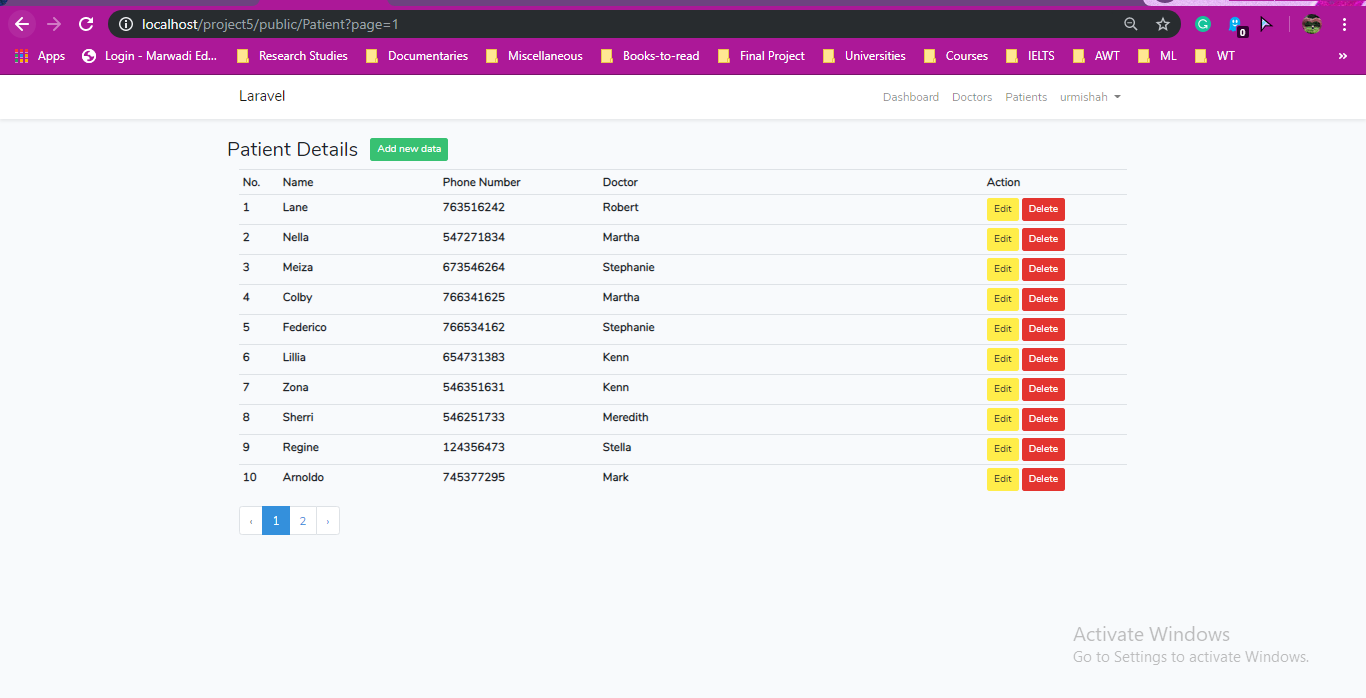 localhost/project5/public/Patient?page=1
0
Apps Login - Marwadi Ed... Research Studies Documentaries Miscellaneous Books-to-read Final Project Universities Courses IELTS AWT ML WT »
Laravel Dashboard Doctors Patients urmishah
Patient Details Add new data
No. Name Phone Number Doctor Action
1 Lane 763516242 Robert Edit Delete
2 Nella 547271834 Martha Edit Delete
3 Meiza 673546264 Stephanie Edit Delete
4 Colby 766341625 Martha Edit Delete
5 Federico 766534162 Stephanie Edit Delete
6 Lillia 654731383 Kenn Edit Delete
7 Zona 546351631 Kenn Edit Delete
8 Sherri 546251733 Meredith Edit Delete
9 Regine 124356473 Stella Edit Delete
10 Arnoldo 745377295 Mark Edit Delete
‹ 1 2 ›
Activate Windows
Go to Settings to activate Windows.